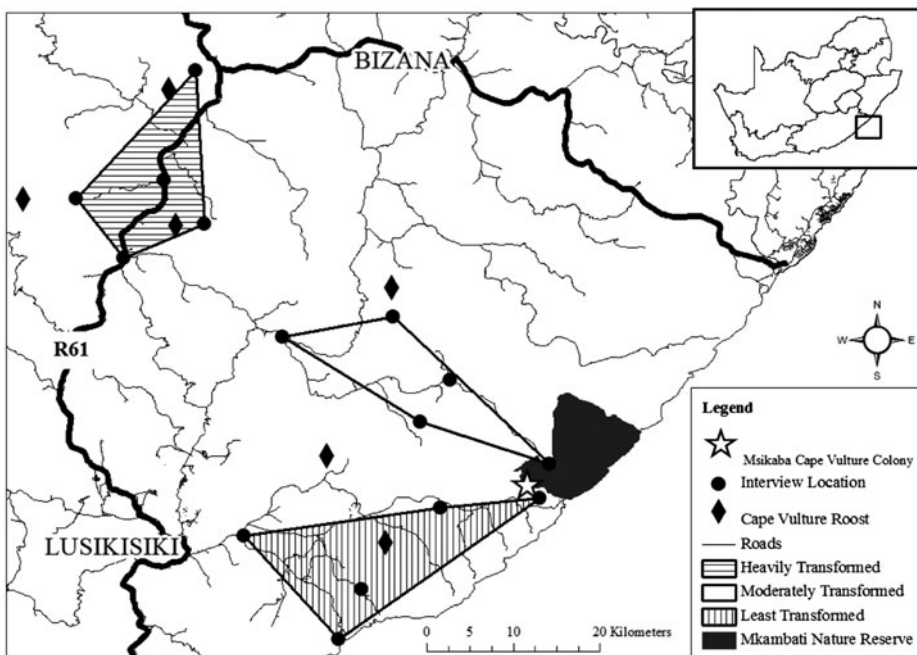 BIZANA
R61
LUSIKISIKI
N
W E
S
Legend
Msikaba Cape Vulture Colony
Interview Location
Cape Vulture Roost
Roads
Heavily Transformed
Moderately Transformed
Least Transformed
Mkambati Nature Reserve
0 5 10 20 Kilometers